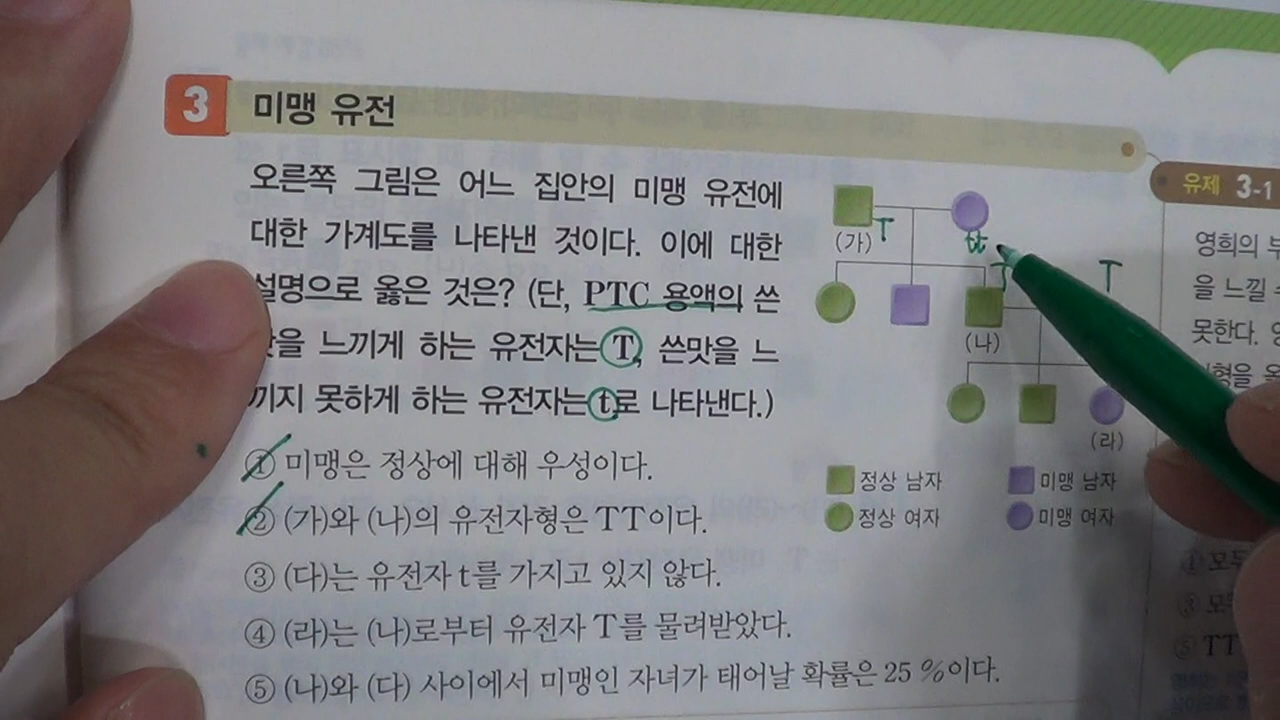 3 미맹 유전
오른쪽 그림은 어느 집안의 미맹 유전에
대한 가계도를 나타낸 것이다. 이에 대한
설명으로 옳은 것은? (단, PTC 용액의 쓴
맛을 느끼게 하는 유전자는 T, 쓴맛을 느
끼지 못하게 하는 유전자는 t로 나타낸다.)
① 미맹은 정상에 대해 우성이다.
② (가)와 (나)의 유전자형은 TT이다.
③ (다)는 유전자 t를 가지고 있지 않다.
④ (라)는 (나)로부터 유전자 T를 물려받았다.
⑤ (나)와 (다) 사이에서 미맹인 자녀가 태어날 확률은 25 %이다.
(가) T
tt
T T
(나)
(라)
정상 남자 미맹 남자
정상 여자 미맹 여자
유제 3-1
영희의
을 느낄
못한다.
① 모두
③
⑤ TT